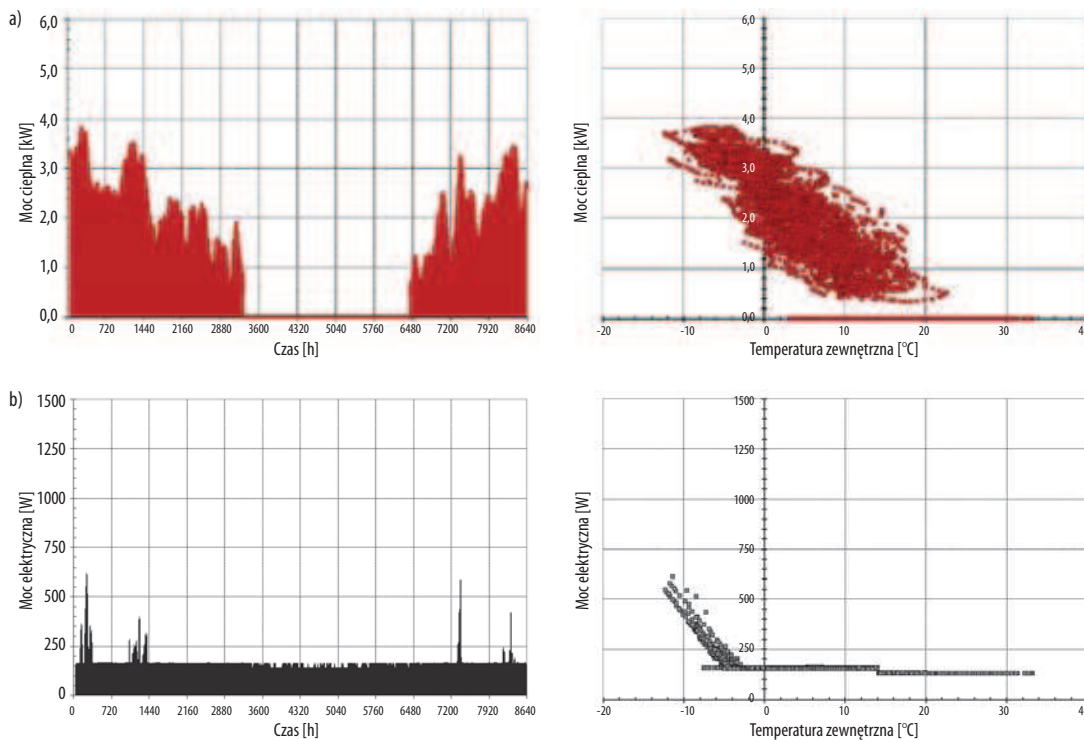 a)
6,0
5,0
4,0
3,0
2,0
1,0
0,0
Moc cieplna [kW]
0 720 1440 2160 2880 3600 4320 5040 5760 6480 7200 7920 8640
Czas [h]
6,0
5,0
4,0
3,0
2,0
1,0
0,0
Moc cieplna [kW]
-20 -10 0 10 20 30 40
Temperatura zewnętrzna [°C]
b)
1500
1250
1000
750
500
250
0
Moc elektryczna [W]
0 720 1440 2160 2880 3600 4320 5040 5760 6480 7200 7920 8640
Czas [h]
1500
1250
1000
750
500
250
0
Moc elektryczna [W]
-20 -10 0 10 20 30 40
Temperatura zewnętrzna [°C]